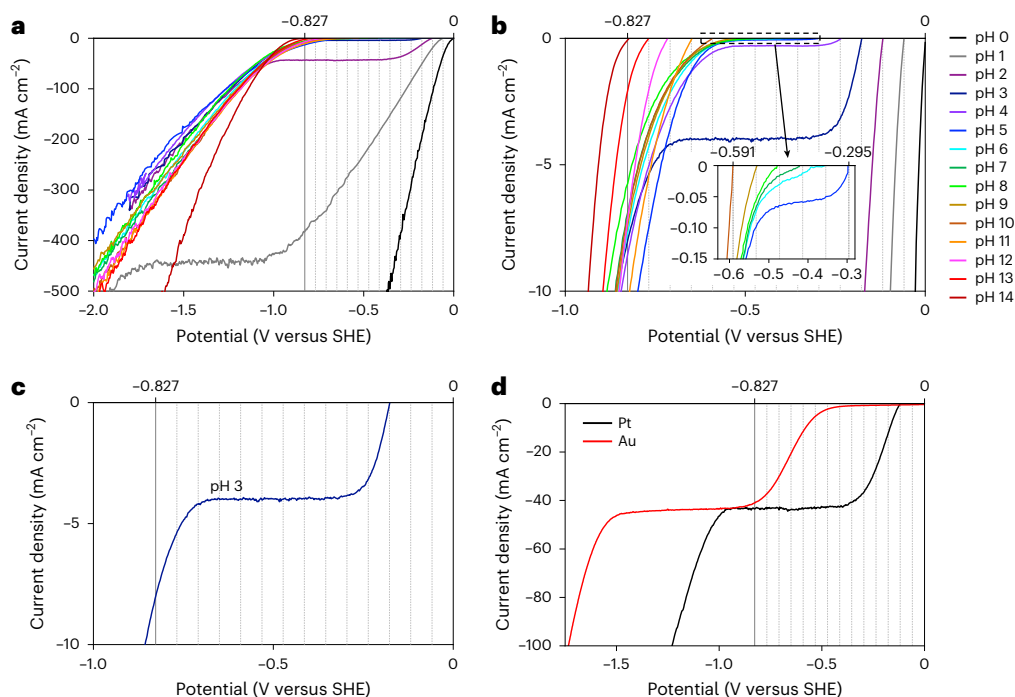 a
−0.827
0
0
−100
−200
−300
−400
−500
−2.0
−1.5
−1.0
−0.5
0
Current density (mA cm−2)
Potential (V versus SHE)
b
−0.827
0
0
−5
−10
−1.0
−0.5
0
Current density (mA cm−2)
Potential (V versus SHE)
−0.591
−0.295
0
−0.05
−0.10
−0.15
−0.6
−0.5
−0.4
−0.3
pH 0
pH 1
pH 2
pH 3
pH 4
pH 5
pH 6
pH 7
pH 8
pH 9
pH 10
pH 11
pH 12
pH 13
pH 14
c
−0.827
0
0
−5
−10
−1.0
−0.5
0
pH 3
Current density (mA cm−2)
Potential (V versus SHE)
d
−0.827
0
0
−20
−40
−60
−80
−100
−1.5
−1.0
−0.5
0
Pt
Au
Current density (mA cm−2)
Potential (V versus SHE)